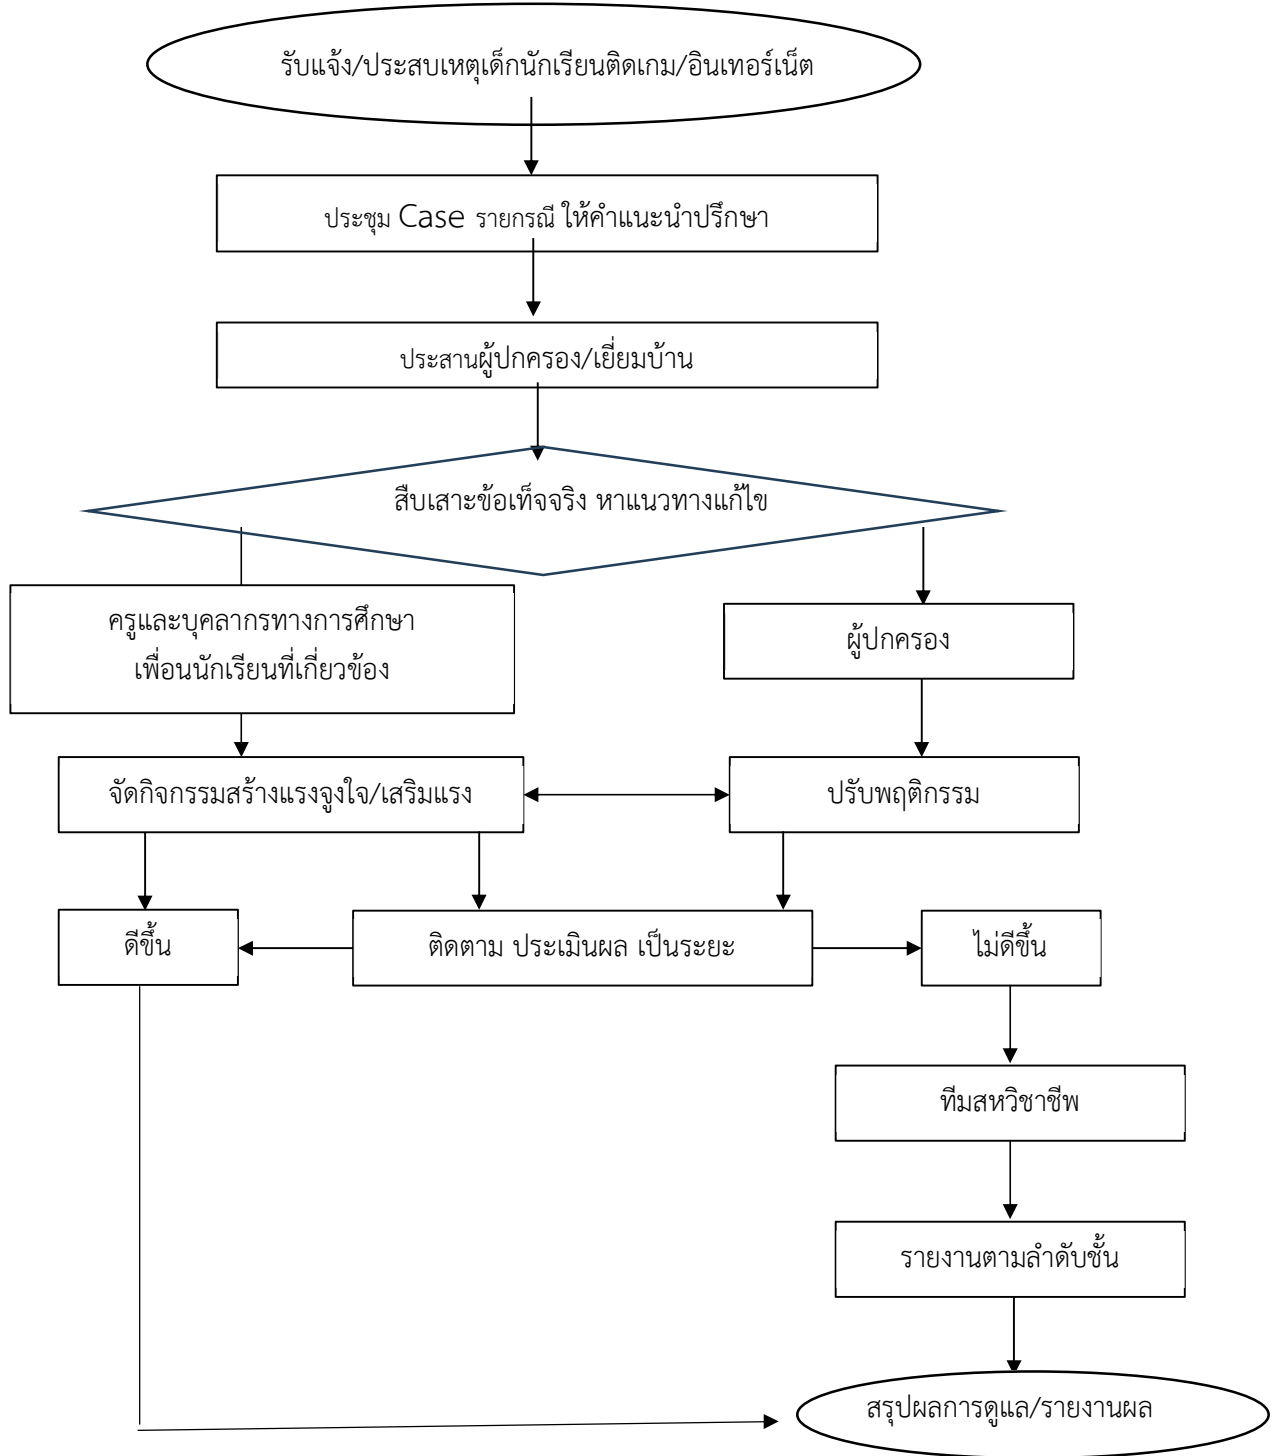 รับแจ้ง/ประสบเหตุเด็กนักเรียนติดเกม/อินเทอร์เน็ต
ประชุม Case รายกรณี ให้คำแนะนำปรึกษา
ประสานผู้ปกครอง/เยี่ยมบ้าน
สืบเสาะข้อเท็จจริง หาแนวทางแก้ไข
ครูและบุคลากรทางการศึกษา
เพื่อนนักเรียนที่เกี่ยวข้อง
ผู้ปกครอง
จัดกิจกรรมสร้างแรงจูงใจ/เสริมแรง
ปรับพฤติกรรม
ดีขึ้น
ติดตาม ประเมินผล เป็นระยะ
ไม่ดีขึ้น
ทีมสหวิชาชีพ
รายงานตามลำดับชั้น
สรุปผลการดูแล/รายงานผล